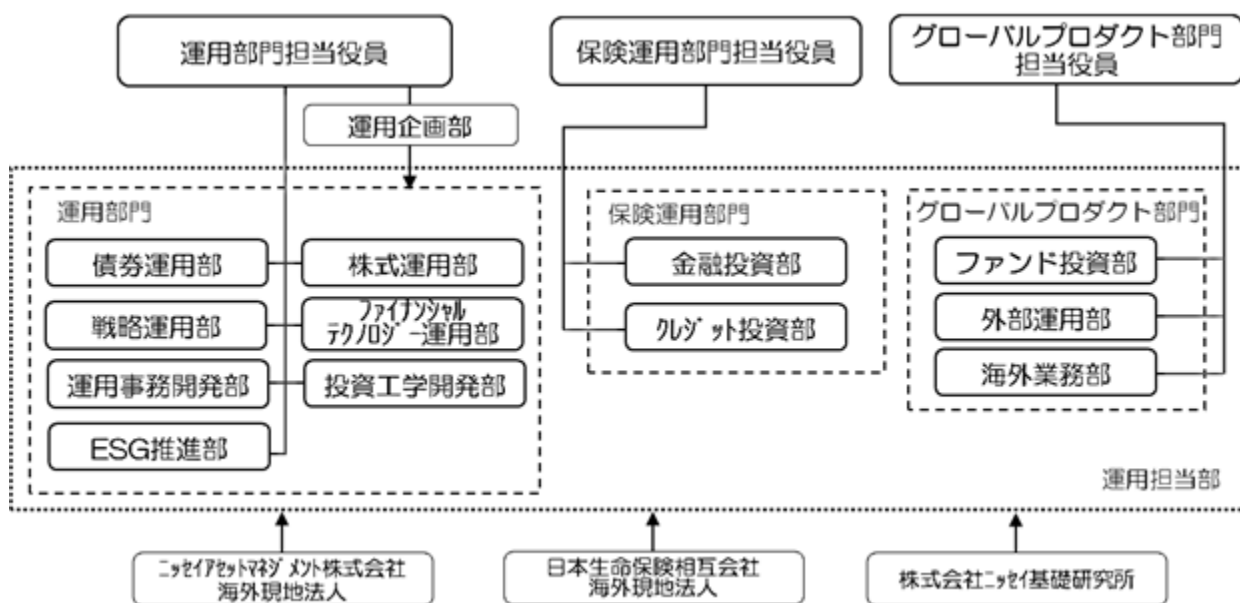 運用部門担当役員
保険運用部門担当役員
グローバルプロダクト部門
担当役員
運用企画部
運用部門
債券運用部
株式運用部
戦略運用部
ファイナンシャル
テクノロジー運用部
運用事務開発部
投資工学開発部
ESG推進部
保険運用部門
金融投資部
クレジット投資部
グローバルプロダクト部門
ファンド投資部
外部運用部
海外業務部
運用担当部
ニッセイアセットマネジメント株式会社
海外現地法人
日本生命保険相互会社
海外現地法人
株式会社ニッセイ基礎研究所